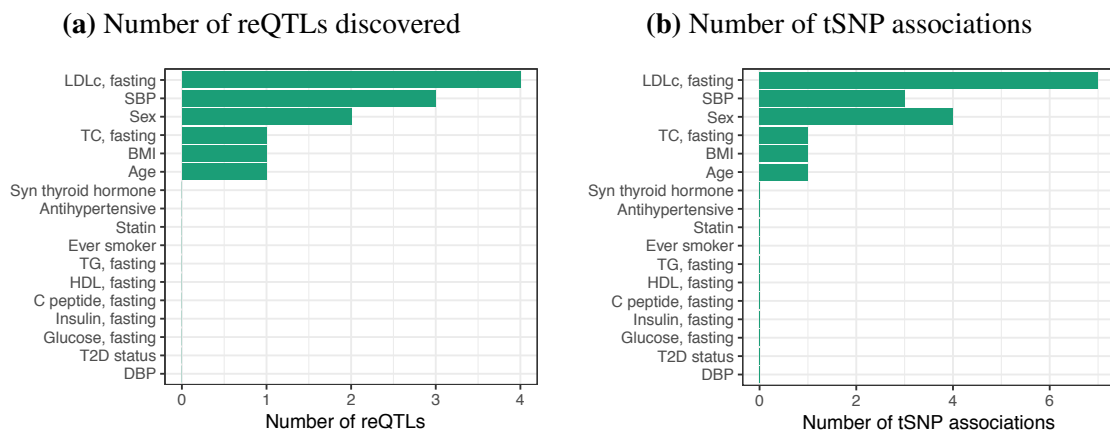 (a) Number of reQTLs discovered
LDLc, fasting
SBP
Sex
TC, fasting
BMI
Age
Syn thyroid hormone
Antihypertensive
Statin
Ever smoker
TG, fasting
HDL, fasting
C peptide, fasting
Insulin, fasting
Glucose, fasting
T2D status
DBP
0 1 2 3 4
Number of reQTLs
(b) Number of tSNP associations
LDLc, fasting
SBP
Sex
TC, fasting
BMI
Age
Syn thyroid hormone
Antihypertensive
Statin
Ever smoker
TG, fasting
HDL, fasting
C peptide, fasting
Insulin, fasting
Glucose, fasting
T2D status
DBP
0 2 4 6
Number of tSNP associations